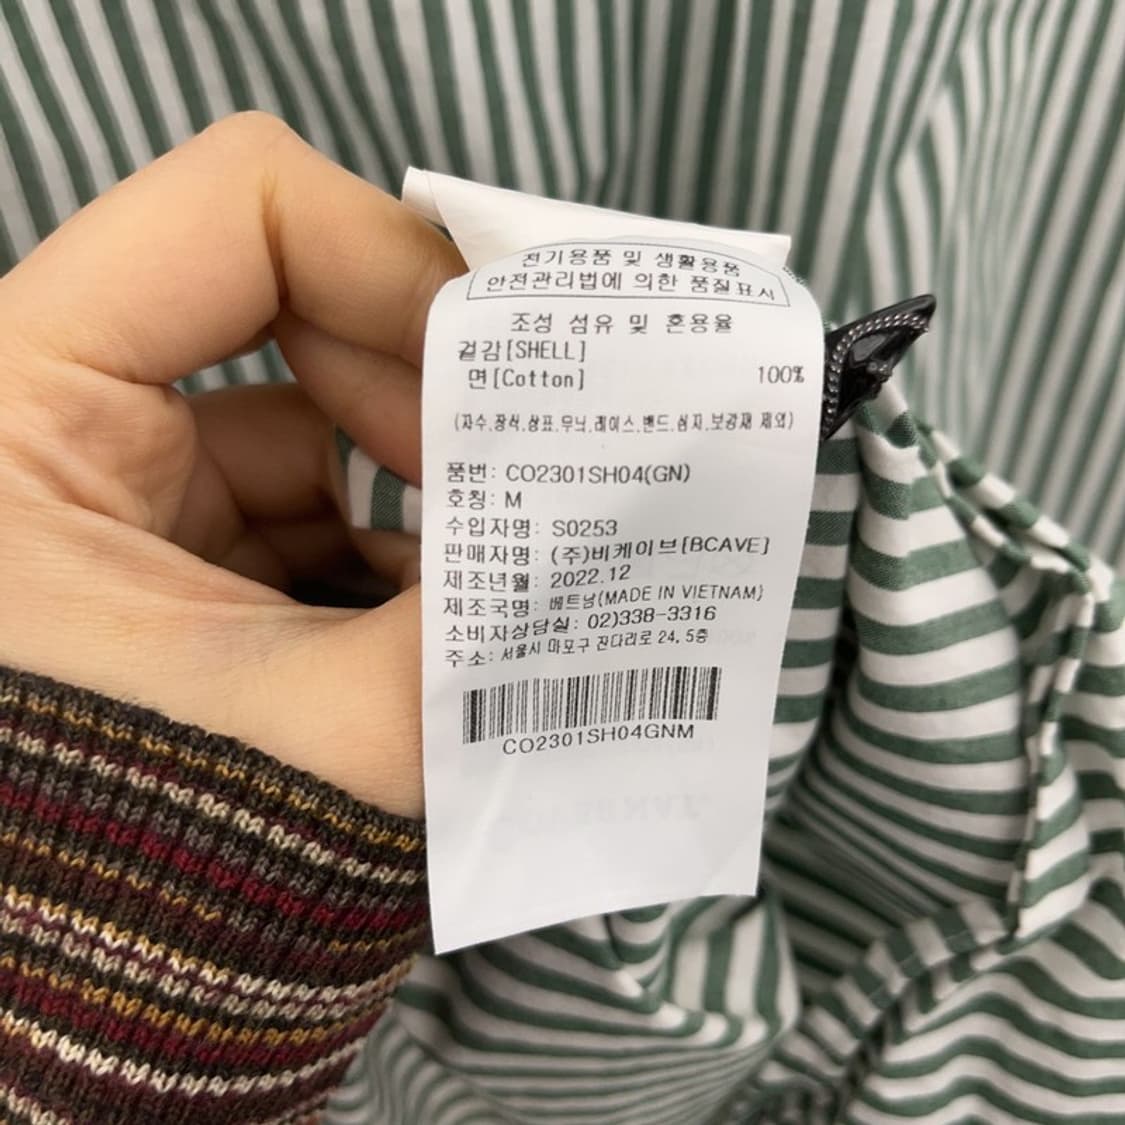 전기용품 및 생활용품
안전관리법에 의한 품질표시
조성 섬유 및 혼용율
겉감[SHELL]
면[Cotton] 100%
(자수.장식.상표.무늬.레이스.밴드.심지.보강재 제외)
품번: CO2301SH04(GN)
호칭: M
수입자명: S0253
판매자명: (주)비케이브[BCAVE]
제조년월: 2022.12
제조국명: 베트남(MADE IN VIETNAM)
소비자상담실: 02)338-3316
주소: 서울시 마포구 잔다리로 24, 5층
CO2301SH04GNM